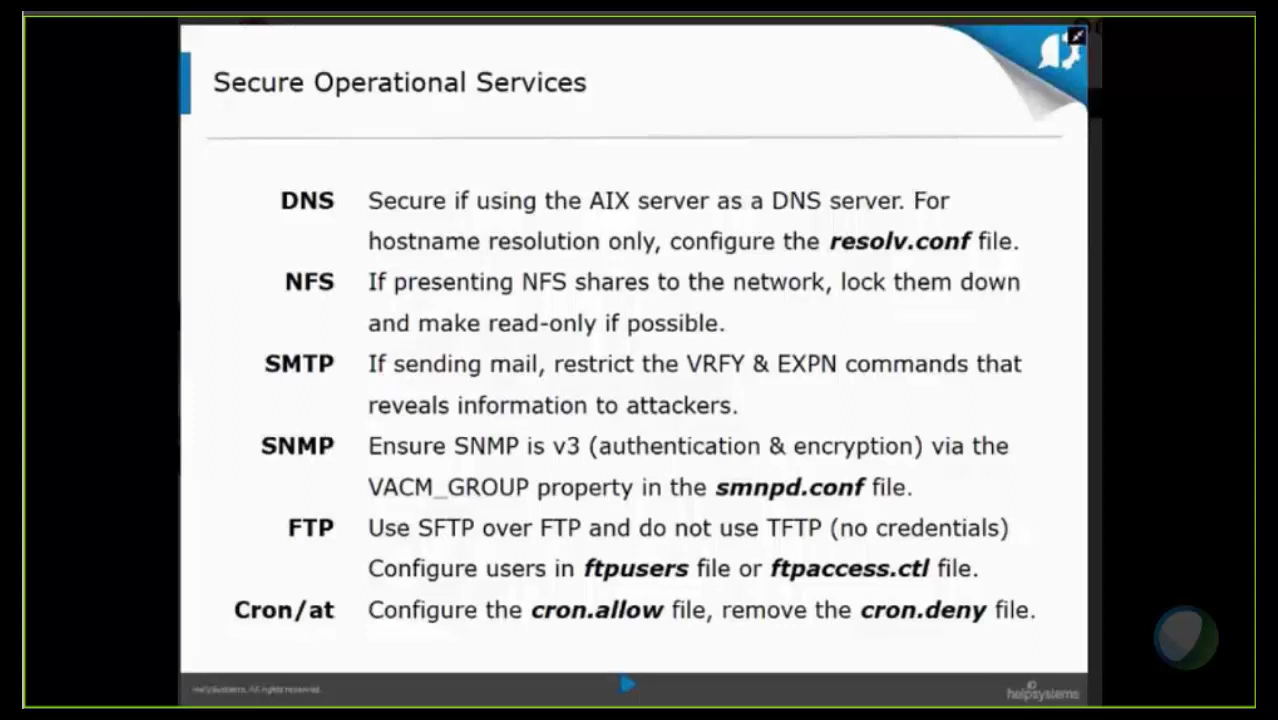 Secure Operational Services
DNS Secure if using the AIX server as a DNS server. For
hostname resolution only, configure the resolv.conf file.
NFS If presenting NFS shares to the network, lock them down
and make read-only if possible.
SMTP If sending mail, restrict the VRFY & EXPN commands that
reveals information to attackers.
SNMP Ensure SNMP is v3 (authentication & encryption) via the
VACM_GROUP property in the smnpd.conf file.
FTP Use SFTP over FTP and do not use TFTP (no credentials)
Configure users in ftpusers file or ftpaccess.ctl file.
Cron/at Configure the cron.allow file, remove the cron.deny file.
HelpSystems. All rights reserved.
helpsystems